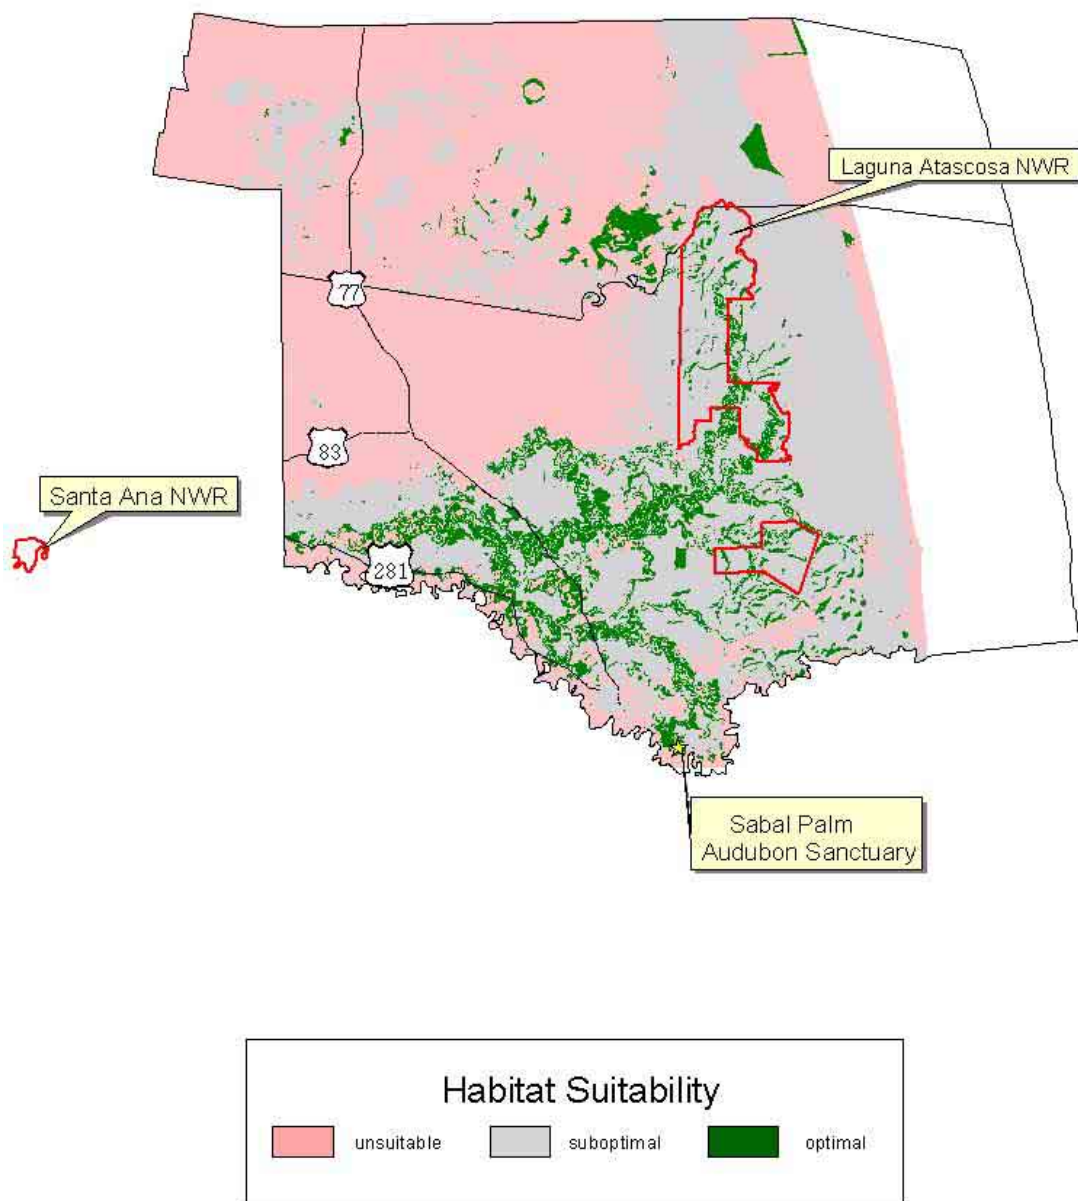 Laguna Atascosa NWR
77
83
Santa Ana NWR
281
Sabal Palm
Audubon Sanctuary
Habitat Suitability
unsuitable suboptimal optimal